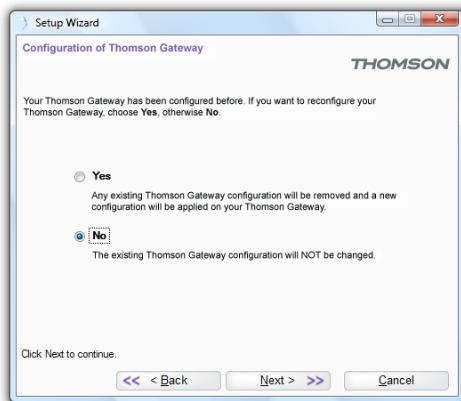 Setup Wizard
Configuration of Thomson Gateway
THOMSON
Your Thomson Gateway has been configured before. If you want to reconfigure your
Thomson Gateway, choose Yes, otherwise No.
Yes
Any existing Thomson Gateway configuration will be removed and a new
configuration will be applied on your Thomson Gateway.
No
The existing Thomson Gateway configuration will NOT be changed.
Click Next to continue.
<< < Back Next > >> Cancel